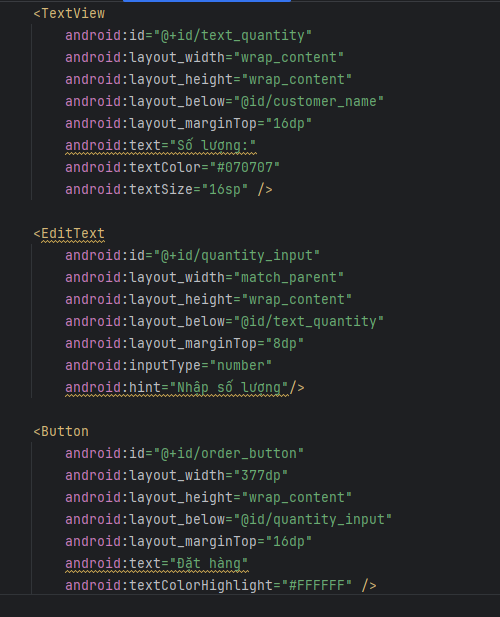 <TextView
android:id="@+id/text_quantity"
android:layout_width="wrap_content"
android:layout_height="wrap_content"
android:layout_below="@id/customer_name"
android:layout_marginTop="16dp"
android:text="Số lượng:"
android:textColor="#070707"
android:textSize="16sp" />
<EditText
android:id="@+id/quantity_input"
android:layout_width="match_parent"
android:layout_height="wrap_content"
android:layout_below="@id/text_quantity"
android:layout_marginTop="8dp"
android:inputType="number"
android:hint="Nhập số lượng"/>
<Button
android:id="@+id/order_button"
android:layout_width="377dp"
android:layout_height="wrap_content"
android:layout_below="@id/quantity_input"
android:layout_marginTop="16dp"
android:text="Đặt hàng"
android:textColorHighlight="#FFFFFF" />